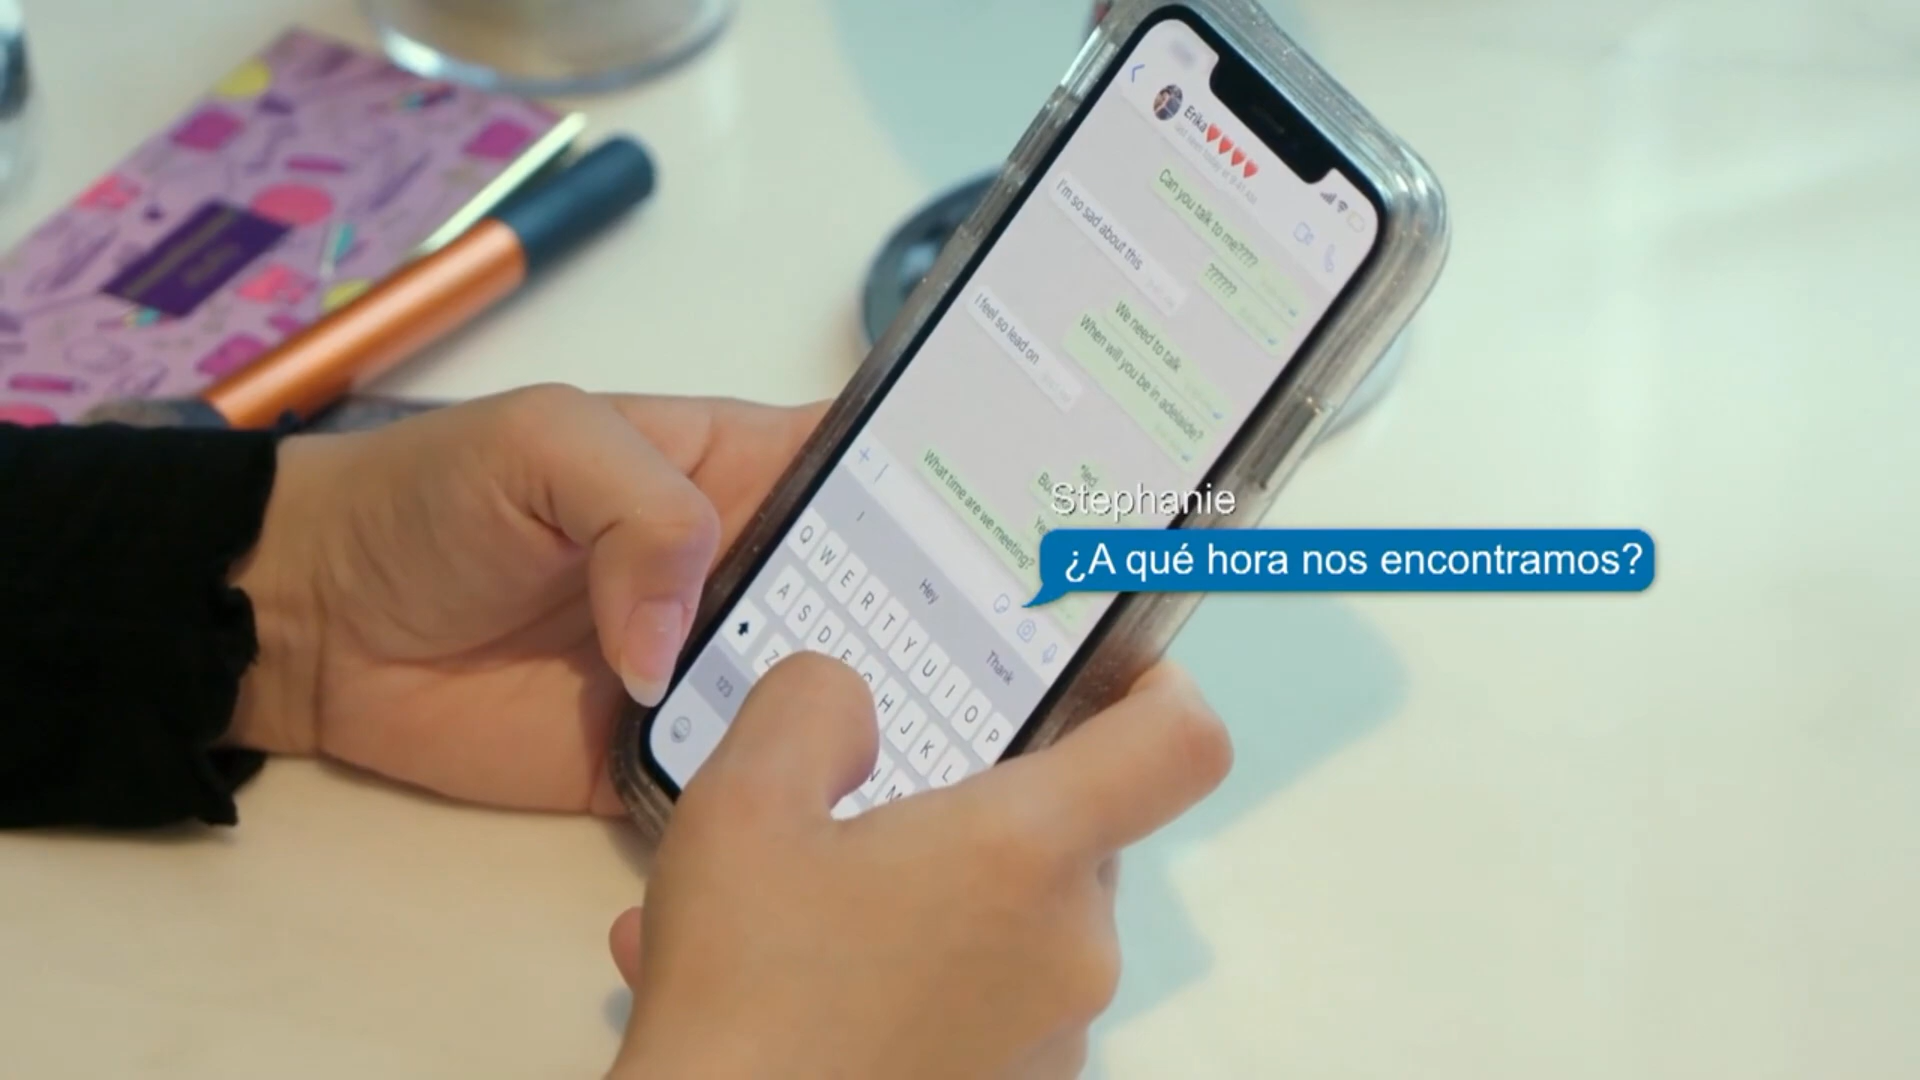 Erika❤❤❤❤
Can you talk to me????
??????
I'm so sad about this
We need to talk
When will you be in adelaide?
I feel so lead on
*led
What time are we meeting?
Stephanie
¿A qué hora nos encontramos?
I
Hey
Thank
Q W E R T Y U I O P
A S D F G H J K L
Z N M
123